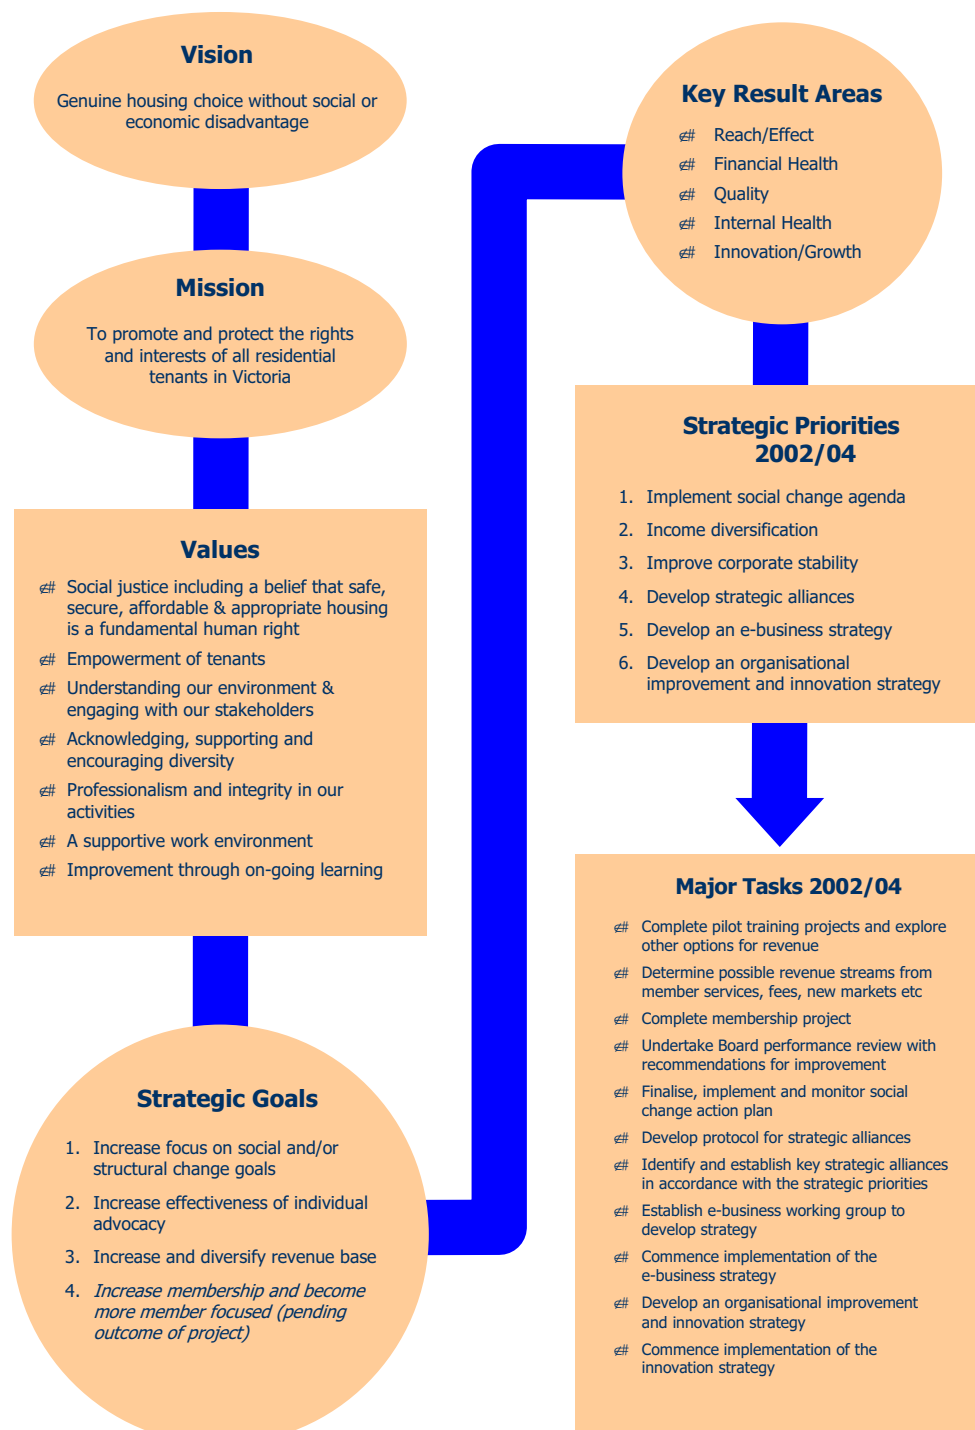 Vision
Genuine housing choice without social or
economic disadvantage
Mission
To promote and protect the rights
and interests of all residential
tenants in Victoria
Values
⋲# Social justice including a belief that safe,
secure, affordable & appropriate housing
is a fundamental human right
⋲# Empowerment of tenants
⋲# Understanding our environment &
engaging with our stakeholders
⋲# Acknowledging, supporting and
encouraging diversity
⋲# Professionalism and integrity in our
activities
⋲# A supportive work environment
⋲# Improvement through on-going learning
Strategic Goals
1. Increase focus on social and/or
structural change goals
2. Increase effectiveness of individual
advocacy
3. Increase and diversify revenue base
4. Increase membership and become
more member focused (pending
outcome of project)
Key Result Areas
⋲# Reach/Effect
⋲# Financial Health
⋲# Quality
⋲# Internal Health
⋲# Innovation/Growth
Strategic Priorities
2002/04
1. Implement social change agenda
2. Income diversification
3. Improve corporate stability
4. Develop strategic alliances
5. Develop an e-business strategy
6. Develop an organisational
improvement and innovation strategy
Major Tasks 2002/04
⋲# Complete pilot training projects and explore
other options for revenue
⋲# Determine possible revenue streams from
member services, fees, new markets etc
⋲# Complete membership project
⋲# Undertake Board performance review with
recommendations for improvement
⋲# Finalise, implement and monitor social
change action plan
⋲# Develop protocol for strategic alliances
⋲# Identify and establish key strategic alliances
in accordance with the strategic priorities
⋲# Establish e-business working group to
develop strategy
⋲# Commence implementation of the
e-business strategy
⋲# Develop an organisational improvement
and innovation strategy
⋲# Commence implementation of the
innovation strategy